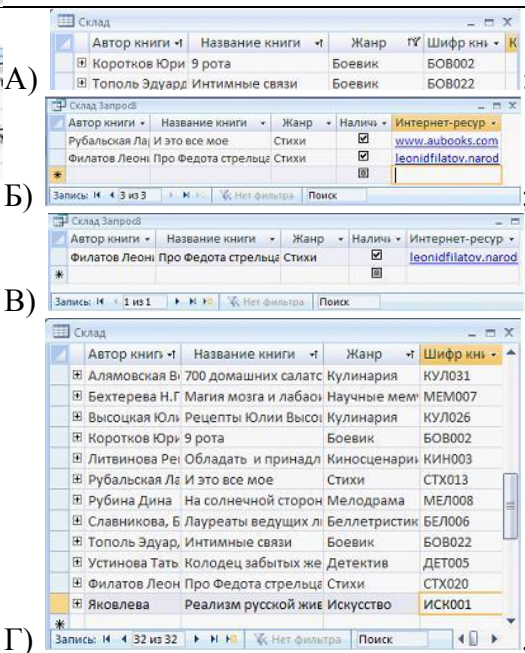 Склад
Автор книги Название книги Жанр Шифр кнь К
Коротков Юри 9 рота Боевик БОВ002
А)
Тополь Эдуард Интимные связи Боевик БОВ022
Склад Запрос8
Автор книги Название книги Жанр Наличи Интернет-ресур
Рубальская Ла И это все мое Стихи www.aubooks.com
Филатов Леони Про Федота стрельца Стихи leonidfilatov.narod
Б)
Запись: 3 из 3 Нет фильтра Поиск
Склад Запрос8
Автор книги Название книги Жанр Наличи Интернет-ресур
Филатов Леони Про Федота стрельца Стихи leonidfilatov.narod
В)
Запись: 1 из 1 Нет фильтра Поиск
Склад
Автор книги Название книги Жанр Шифр кнь
Алямовская В 700 домашних салатс Кулинария КУЛ031
Бехтерева Н.П Магия мозга и лабао Научные мем МЕМ007
Высоцкая Юли Рецепты Юлии Высо Кулинария КУЛ026
Коротков Юри 9 рота Боевик БОВ002
Литвинова Ре Обладать и принадл Киносценари КИН003
Рубальская Ла И это все мое Стихи СТХ013
Рубина Дина На солнечной сторон Мелодрама МЕЛ008
Славникова, Б Лауреаты ведущих л Беллетристик БЕЛ006
Тополь Эдуар, Интимные связи Боевик БОВ022
Устинова Тать Колодец забытых же Детектив ДЕТ005
Филатов Леон Про Федота стрельца Стихи СТХ020
Яковлева Реализм русской жив Искусство ИСК001
Г)
Запись: 32 из 32 Нет фильтра Поиск